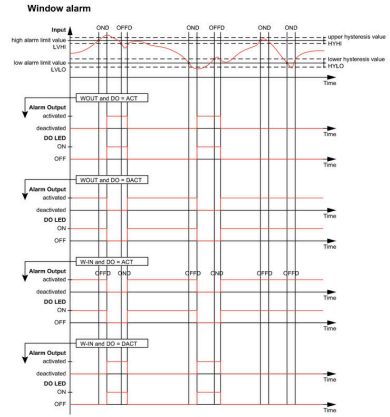 Window alarm
Input
OND OFFD OND OFFD
high alarm limit value
LVHI
upper hysteresis value
HYHI
low alarm limit value
LVLO
lower hysteresis value
HYLO
Time
WOUT and DO = ACT
Alarm Output
activated
deactivated
Time
DO LED
ON
OFF
Time
WOUT and DO = DACT
Alarm Output
activated
deactivated
Time
DO LED
ON
OFF
Time
W-IN and DO = ACT
Alarm Output
OFFD OND OFFD OND OFFD OFFD
activated
deactivated
Time
DO LED
ON
OFF
Time
W-IN and DO = DACT
Alarm Output
activated
deactivated
Time
DO LED
ON
OFF
Time